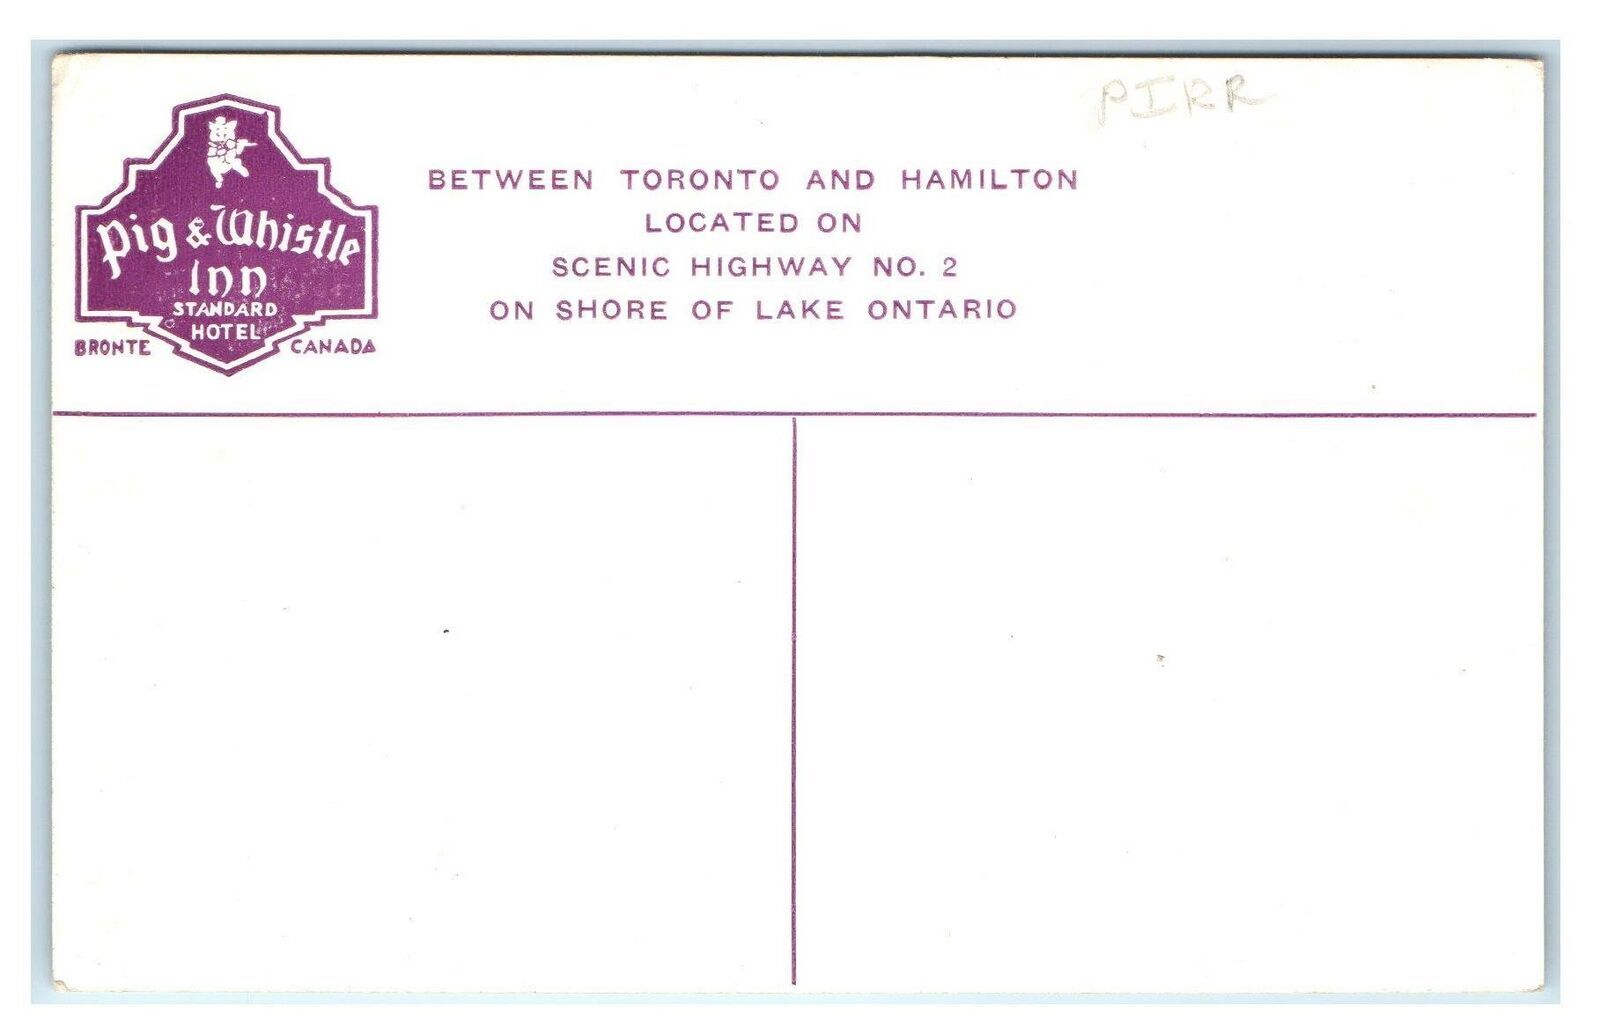 PIRR
Pig & Whistle
Inn
STANDARD
HOTEL
BRONTE CANADA
BETWEEN TORONTO AND HAMILTON
LOCATED ON
SCENIC HIGHWAY NO. 2
ON SHORE OF LAKE ONTARIO